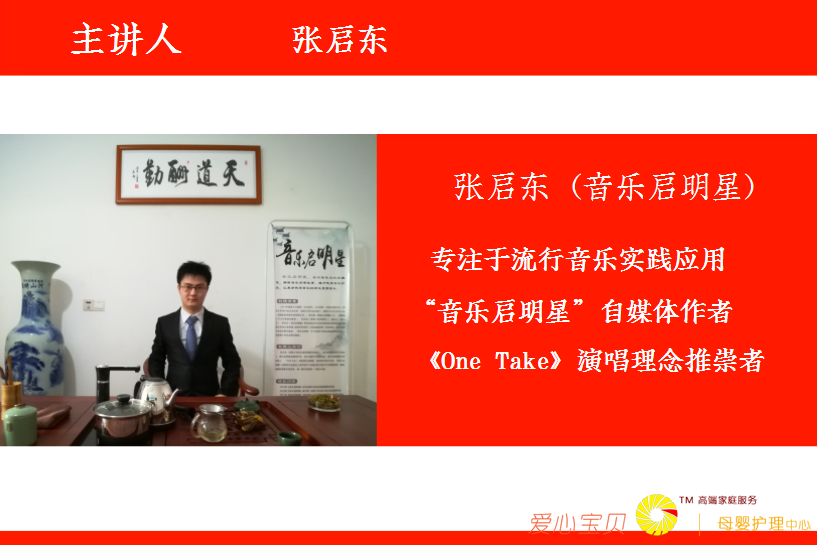 主讲人 张启东
天道酬勤
音乐启明星
张启东（音乐启明星）
专注于流行音乐实践应用
“音乐启明星”自媒体作者
《One Take》演唱理念推崇者
爱心宝贝
TM 高端家庭服务
母婴护理中心